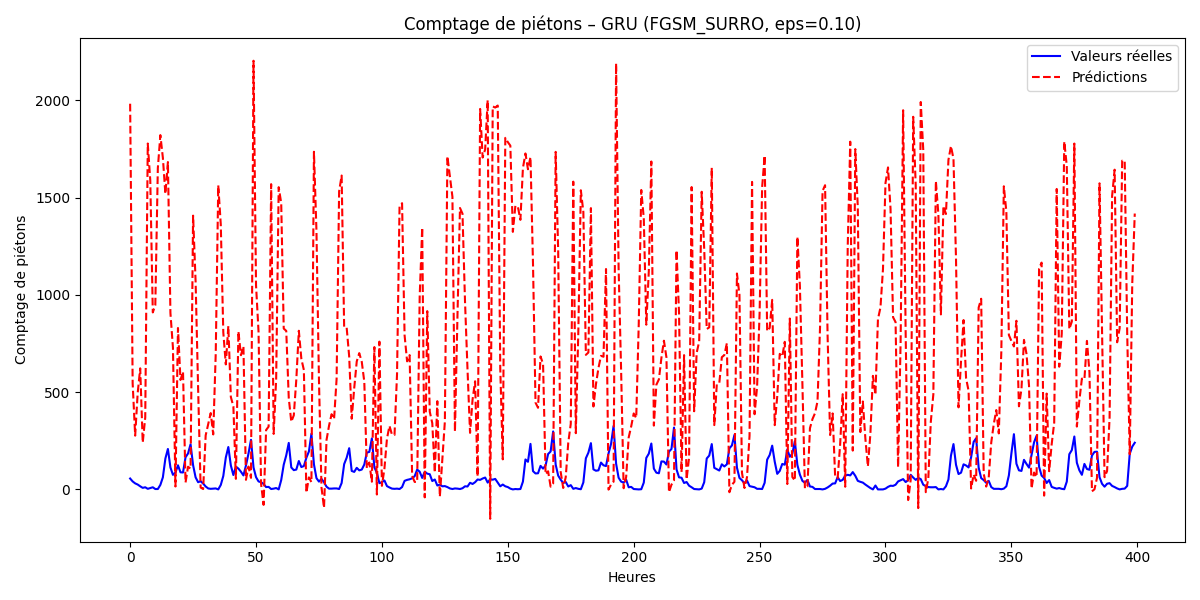 Comptage de piétons – GRU (FGSM_SURRO, eps=0.10)
Valeurs réelles
Prédictions
Comptage de piétons
2000
1500
1000
500
0
0 50 100 150 200 250 300 350 400
Heures